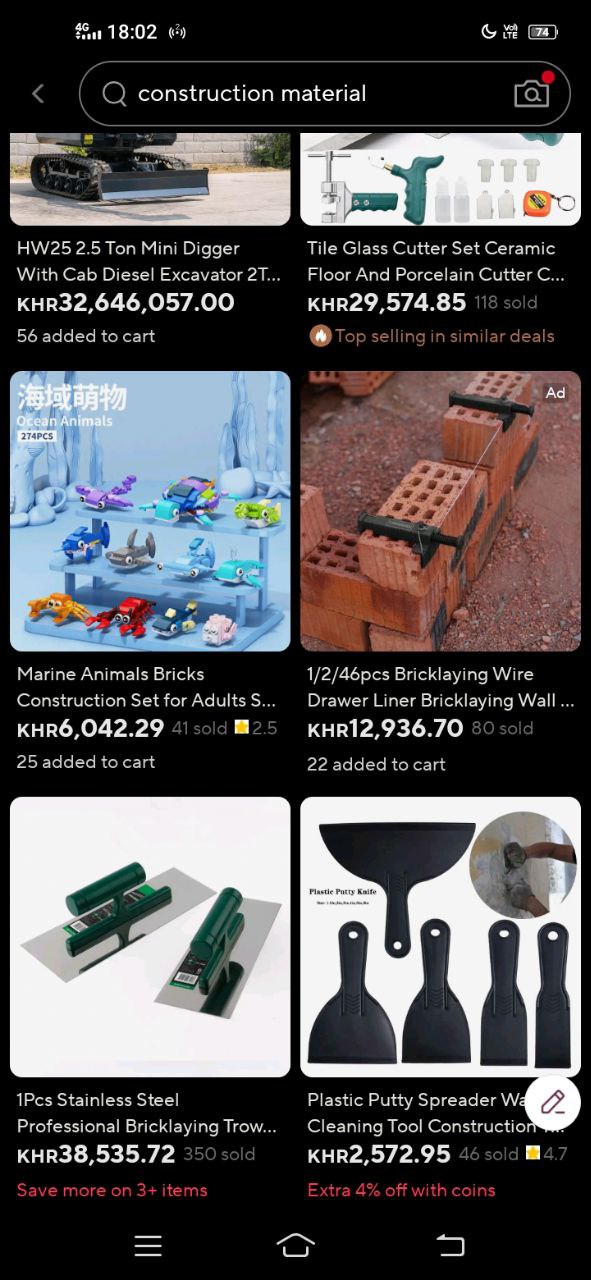 4G 18:02
Vo) LTE 74
construction material
HW25 2.5 Ton Mini Digger
With Cab Diesel Excavator 2T...
KHR32,646,057.00
56 added to cart
Tile Glass Cutter Set Ceramic
Floor And Porcelain Cutter C...
KHR29,574.85 118 sold
Top selling in similar deals
海域萌物
Ocean Animals
274PCS
Marine Animals Bricks
Construction Set for Adults S...
KHR6,042.29 41 sold 2.5
25 added to cart
Ad
1/2/46pcs Bricklaying Wire
Drawer Liner Bricklaying Wall ...
KHR12,936.70 80 sold
22 added to cart
1Pcs Stainless Steel
Professional Bricklaying Trow...
KHR38,535.72 350 sold
Save more on 3+ items
Plastic Putty Knife
Plastic Putty Spreader Wa
Cleaning Tool Construction
KHR2,572.95 46 sold 4.7
Extra 4% off with coins